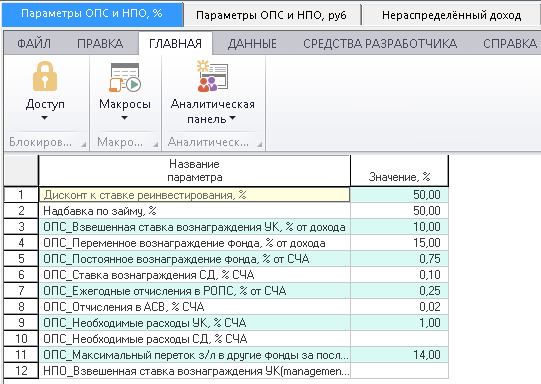 Параметры ОПС и НПО, %
Параметры ОПС и НПО, руб
Нераспределённый доход
ФАЙЛ ПРАВКА ГЛАВНАЯ ДАННЫЕ СРЕДСТВА РАЗРАБОТЧИКА СПРАВКА
Доступ
Макросы
Аналитическая
панель
Блокиров...
Макро...
Аналитическ...
Название
параметра
Значение, %
1 Дисконт к ставке реинвестирования, % 50,00
2 Надбавка по займу, % 50,00
3 ОПС_Взвешенная ставка вознаграждения УК, % от дохода 10,00
4 ОПС_Переменное вознаграждение фонда, % от дохода 15,00
5 ОПС_Постоянное вознаграждение фонда, % от СЧА 0,75
6 ОПС_Ставка вознаграждения СД, % СЧА 0,10
7 ОПС_Ежегодные отчисления в РОПС, % от СЧА 0,25
8 ОПС_Отчисления в АСВ, % СЧА 0,02
9 ОПС_Необходимые расходы УК, % СЧА 1,00
10 ОПС_Необходимые расходы СД, % СЧА
11 ОПС_Максимальный переток з/л в другие фонды за посл... 14,00
12 НПО_Взвешенная ставка вознаграждения УК(managemen...